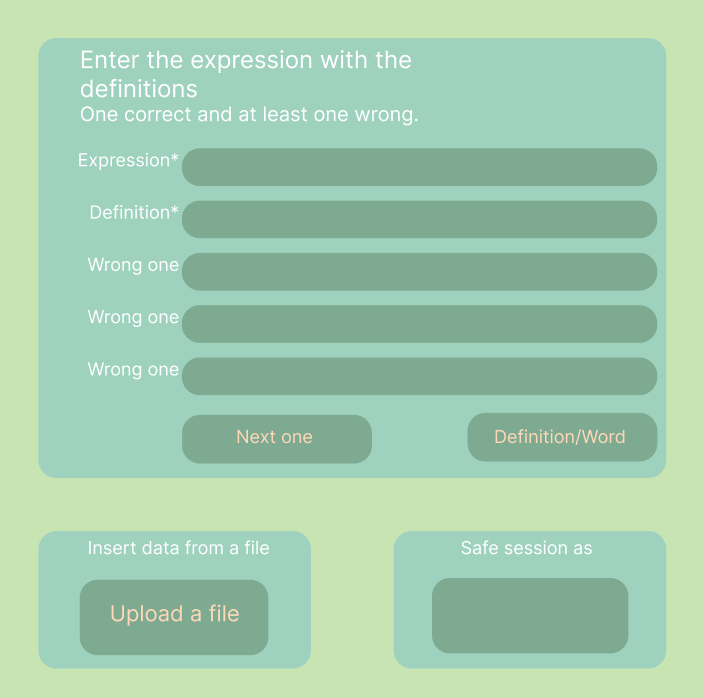 Enter the expression with the
definitions
One correct and at least one wrong.
Expression*
Definition*
Wrong one
Wrong one
Wrong one
Next one
Definition/Word
Insert data from a file
Upload a file
Safe session as